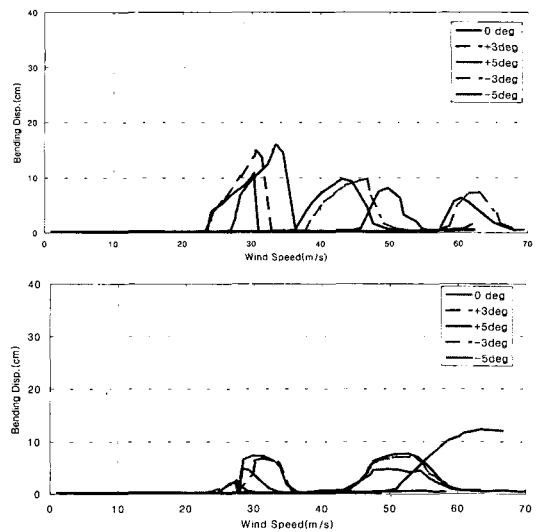 40
30
20
10
0
Bending Disp.(cm)
0 deg
+3deg
+5deg
-3deg
-5deg
0 10 20 30 40 50 60 70
Wind Speed(m/s)
40
30
20
10
0
Bending Disp.(cm)
0 deg
+3deg
+5deg
-3deg
-5deg
0 10 20 30 40 50 60 70
Wind Speed(m/s)